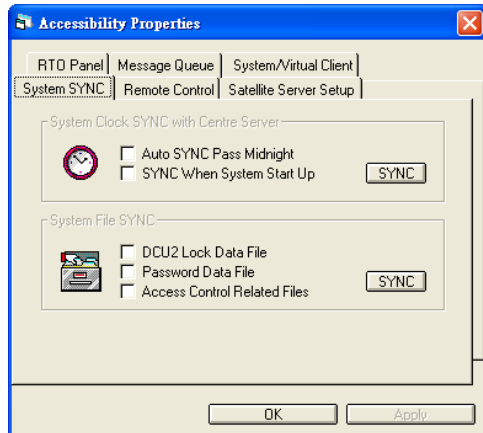 Accessibility Properties
RTO Panel Message Queue System/Virtual Client
System SYNC Remote Control Satellite Server Setup
System Clock SYNC with Centre Server
Auto SYNC Pass Midnight
SYNC When System Start Up
SYNC
System File SYNC
DCU2 Lock Data File
Password Data File
Access Control Related Files
SYNC
OK Apply